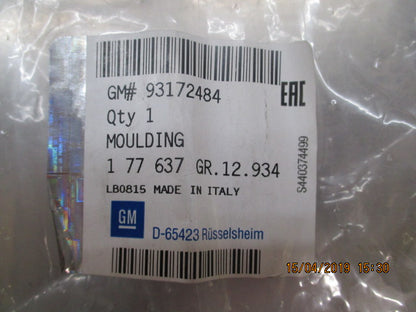 GM# 93172484
EAC
Qty 1
MOULDING
1 77 637 GR.12.934
LB0815 MADE IN ITALY
S440374499
GM
D-65423 Rüsselsheim
15/04/2019 15:30